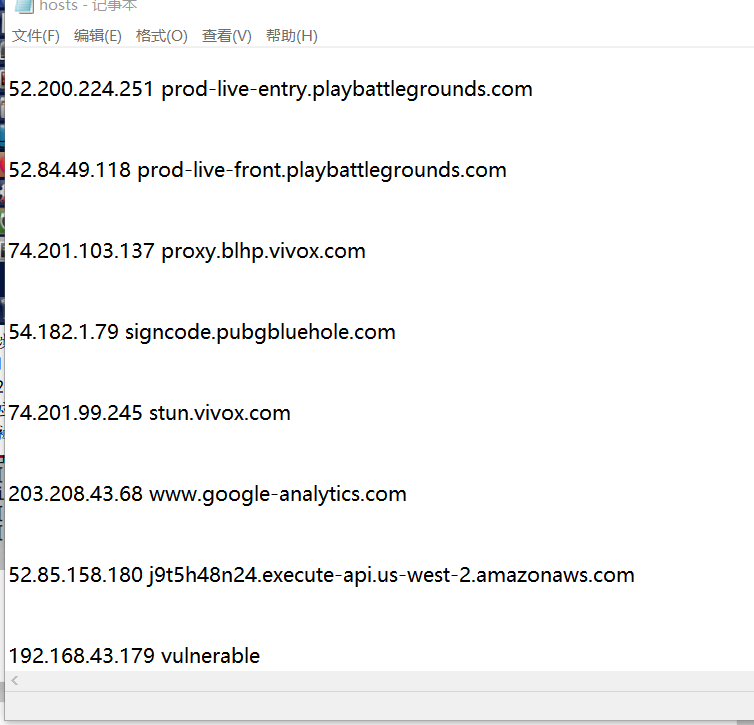 hosts - 记事本
文件(F) 编辑(E) 格式(O) 查看(V) 帮助(H)
52.200.224.251 prod-live-entry.playbattlegrounds.com
52.84.49.118 prod-live-front.playbattlegrounds.com
74.201.103.137 proxy.blhp.vivox.com
54.182.1.79 signcode.pubgbluehole.com
74.201.99.245 stun.vivox.com
203.208.43.68 www.google-analytics.com
52.85.158.180 j9t5h48n24.execute-api.us-west-2.amazonaws.com
192.168.43.179 vulnerable